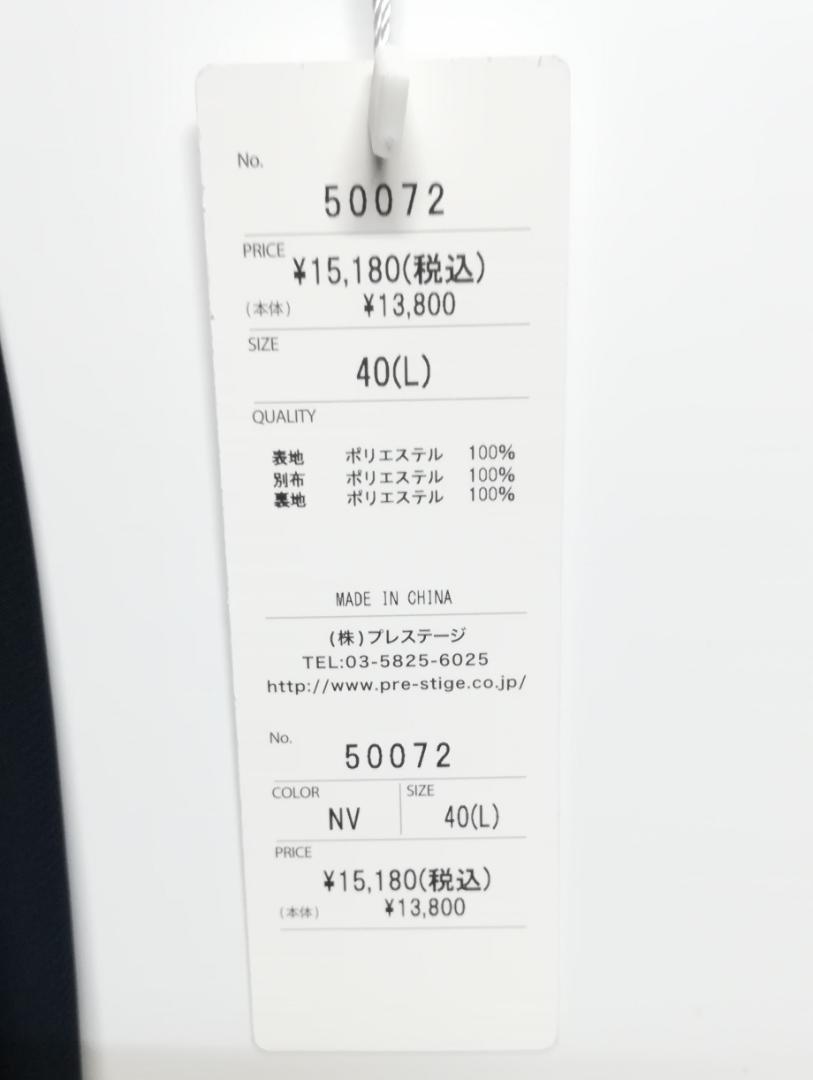 No.
50072
PRICE
¥15,180(税込)
(本体) ¥13,800
SIZE
40(L)
QUALITY
表地 ポリエステル 100%
別布 ポリエステル 100%
裏地 ポリエステル 100%
MADE IN CHINA
(株)プレステージ
TEL:03-5825-6025
http://www.pre-stige.co.jp/
No.
50072
COLOR SIZE
NV 40(L)
PRICE
¥15,180(税込)
(本体) ¥13,800